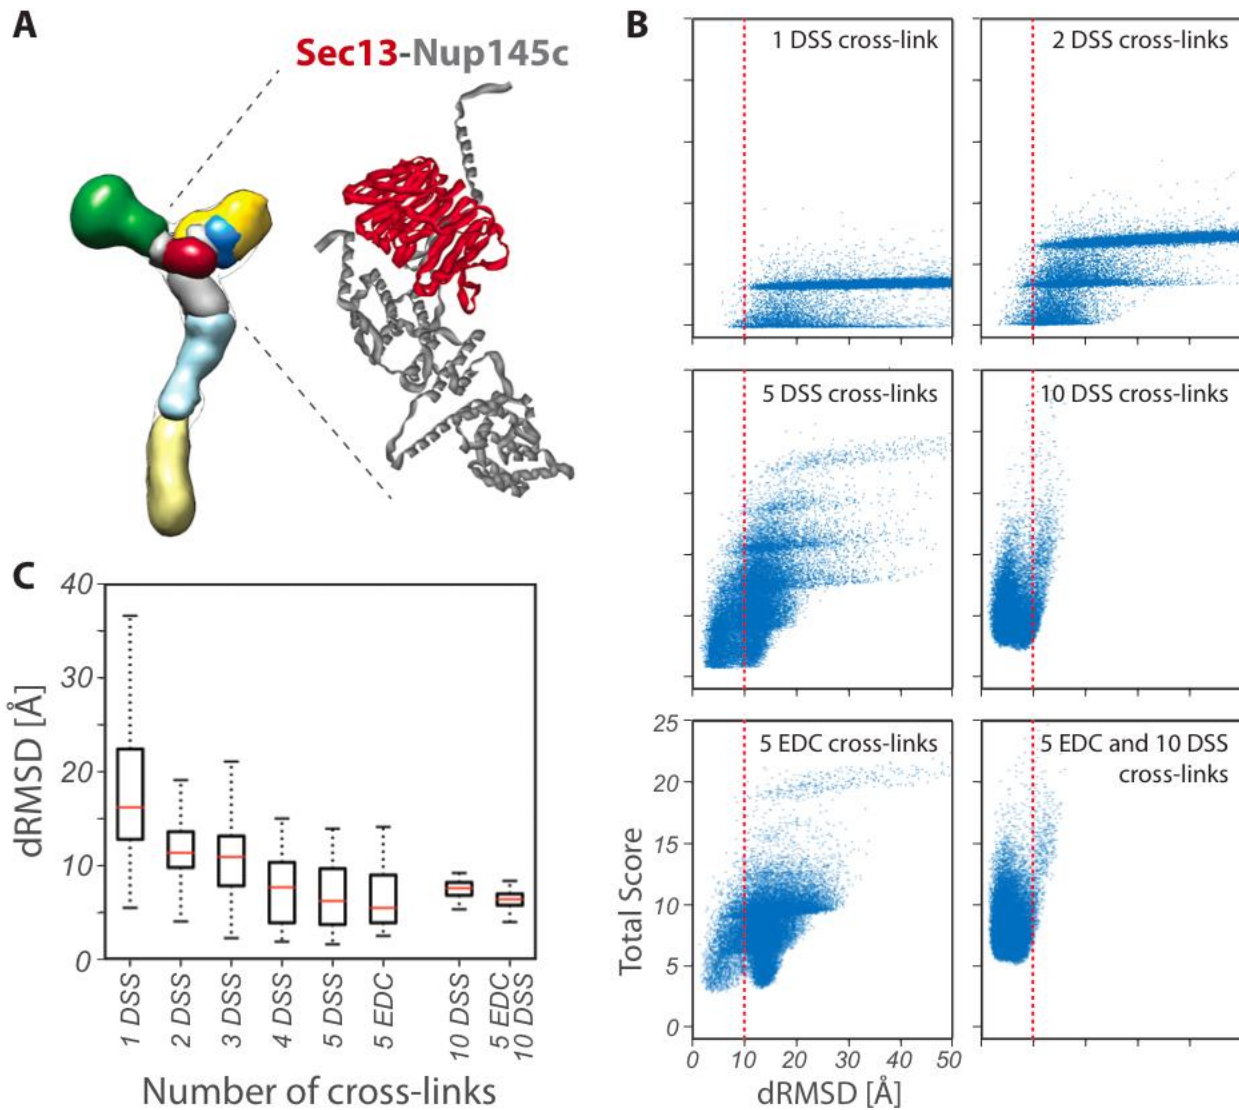 A
Sec13-Nup145c
B
1 DSS cross-link
2 DSS cross-links
5 DSS cross-links
10 DSS cross-links
5 EDC cross-links
5 EDC and 10 DSS
cross-links
25
20
15
10
5
0
Total Score
0 10 20 30 40 50
dRMSD [Å]
C
40
30
20
10
0
dRMSD [Å]
1 DSS
2 DSS
3 DSS
4 DSS
5 DSS
5 EDC
10 DSS
5 EDC
10 DSS
Number of cross-links